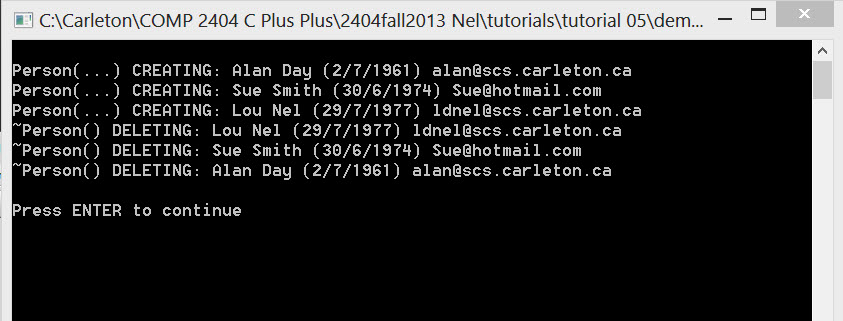 C:\Carleton\COMP 2404 C Plus Plus\2404fall2013 Nel\tutorials\tutorial 05\dem...
Person(...) CREATING: Alan Day (2/7/1961) alan@scs.carleton.ca
Person(...) CREATING: Sue Smith (30/6/1974) Sue@hotmail.com
Person(...) CREATING: Lou Nel (29/7/1977) ldnel@scs.carleton.ca
~Person() DELETING: Lou Nel (29/7/1977) ldnel@scs.carleton.ca
~Person() DELETING: Sue Smith (30/6/1974) Sue@hotmail.com
~Person() DELETING: Alan Day (2/7/1961) alan@scs.carleton.ca
Press ENTER to continue